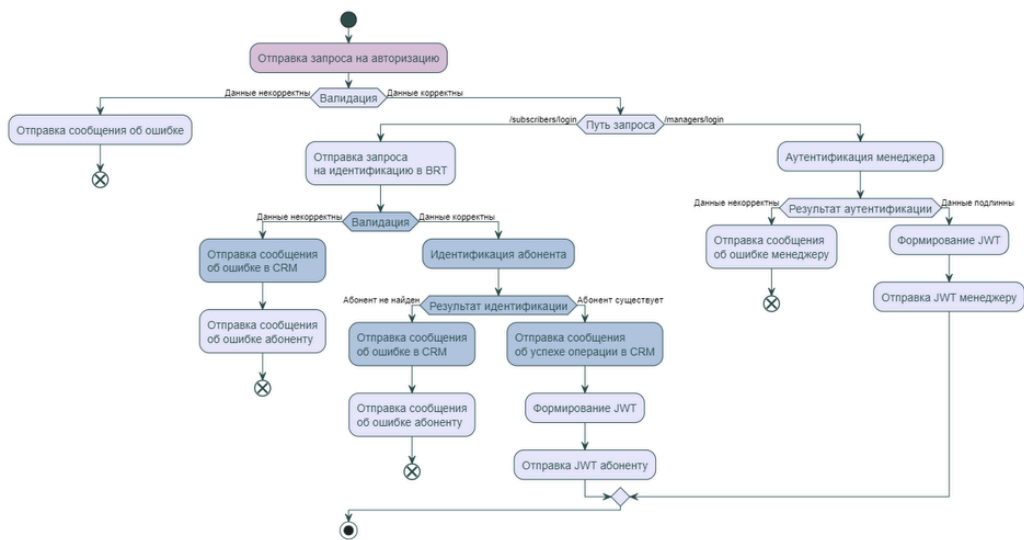 Отправка запроса на авторизацию
Данные некорректны
Валидация
Данные корректны
Отправка сообщения об ошибке
/subscribers/login
Путь запроса
/managers/login
Отправка запроса
на идентификацию в BRT
Аутентификация менеджера
Данные некорректны
Валидация
Данные корректны
Данные некорректны
Результат аутентификации
Данные подлинны
Отправка сообщения
об ошибке в CRM
Идентификация абонента
Отправка сообщения
об ошибке менеджеру
Формирование JWT
Отправка JWT менеджеру
Абонент не найден
Результат идентификации
Абонент существует
Отправка сообщения
об ошибке абоненту
Отправка сообщения
об ошибке в CRM
Отправка сообщения
об успехе операции в CRM
Отправка сообщения
об ошибке абоненту
Формирование JWT
Отправка JWT абоненту